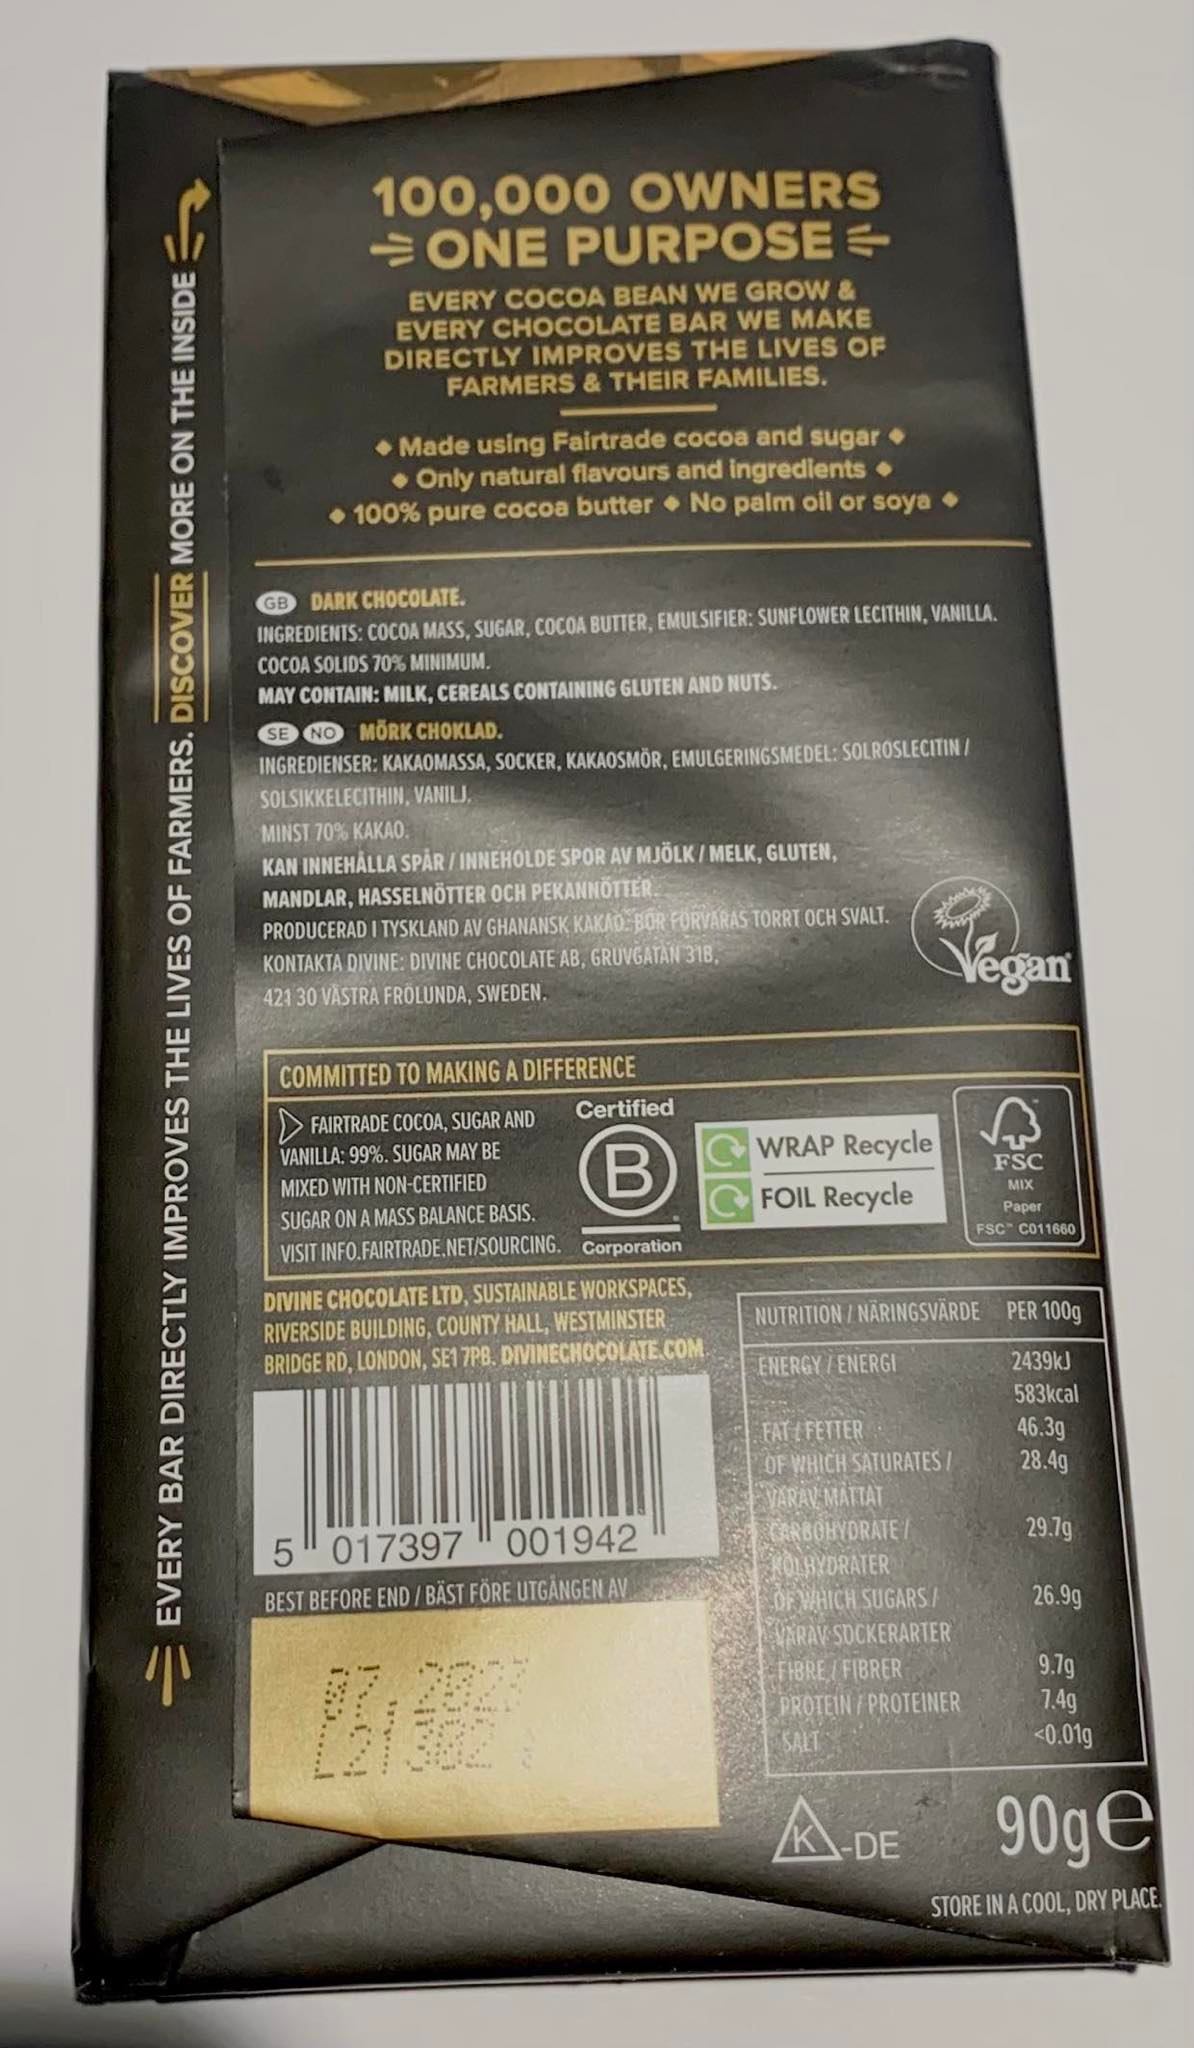 100,000 OWNERS
ONE PURPOSE
EVERY COCOA BEAN WE GROW &
EVERY CHOCOLATE BAR WE MAKE
DIRECTLY IMPROVES THE LIVES OF
FARMERS & THEIR FAMILIES.
Made using Fairtrade cocoa and sugar
Only natural flavours and ingredients
100% pure cocoa butter ◆ No palm oil or soya
GB DARK CHOCOLATE.
INGREDIENTS: COCOA MASS, SUGAR, COCOA BUTTER, EMULSIFIER: SUNFLOWER LECITHIN, VANILLA.
COCOA SOLIDS 70% MINIMUM.
MAY CONTAIN: MILK, CEREALS CONTAINING GLUTEN AND NUTS.
SE NO MÖRK CHOKLAD.
INGREDIENSER: KAKAOMASSA, SOCKER, KAKAOSMÖR, EMULGERINGSMEDEL: SOLROSLECITIN /
SOLSIKKELECITHIN, VANILJ.
MINST 70% KAKAO.
KAN INNEHÅLLA SPÅR / INNEHOLDE SPOR AV MJÖLK / MELK, GLUTEN,
MANDLAR, HASSELNÖTTER OCH PEKANNÖTTER.
PRODUCERAD I TYSKLAND AV GHANANSK KAKAO. BÖR FÖRVARAS TORRT OCH SVALT.
KONTAKTA DIVINE: DIVINE CHOCOLATE AB, GRUVGATAN 31B,
421 30 VÄSTRA FRÖLUNDA, SWEDEN.
Vegan
COMMITTED TO MAKING A DIFFERENCE
FAIRTRADE COCOA, SUGAR AND
VANILLA: 99%. SUGAR MAY BE
MIXED WITH NON-CERTIFIED
SUGAR ON A MASS BALANCE BASIS.
VISIT INFO.FAIRTRADE.NET/SOURCING.
Certified
B
Corporation
WRAP Recycle
FOIL Recycle
FSC
MIX
Paper
FSC™ C011660
DIVINE CHOCOLATE LTD, SUSTAINABLE WORKSPACES,
RIVERSIDE BUILDING, COUNTY HALL, WESTMINSTER
BRIDGE RD, LONDON, SE1 7PB. DIVINECHOCOLATE.COM
5 017397 001942
BEST BEFORE END / BÄST FÖRE UTGÅNGEN AV
NUTRITION / NÄRINGSVÄRDE PER 100g
ENERGY / ENERGI 2439kJ
583kcal
FAT / FETTER 46.3g
OF WHICH SATURATES / 28.4g
VARAV MÄTTAT
CARBOHYDRATE / 29.7g
KOLHYDRATER
OF WHICH SUGARS / 26.9g
VARAV SOCKERARTER
FIBRE / FIBRER 9.7g
PROTEIN / PROTEINER 7.4g
SALT <0.01g
K-DE
90g℮
STORE IN A COOL, DRY PLACE.
EVERY BAR DIRECTLY IMPROVES THE LIVES OF FARMERS. DISCOVER MORE ON THE INSIDE